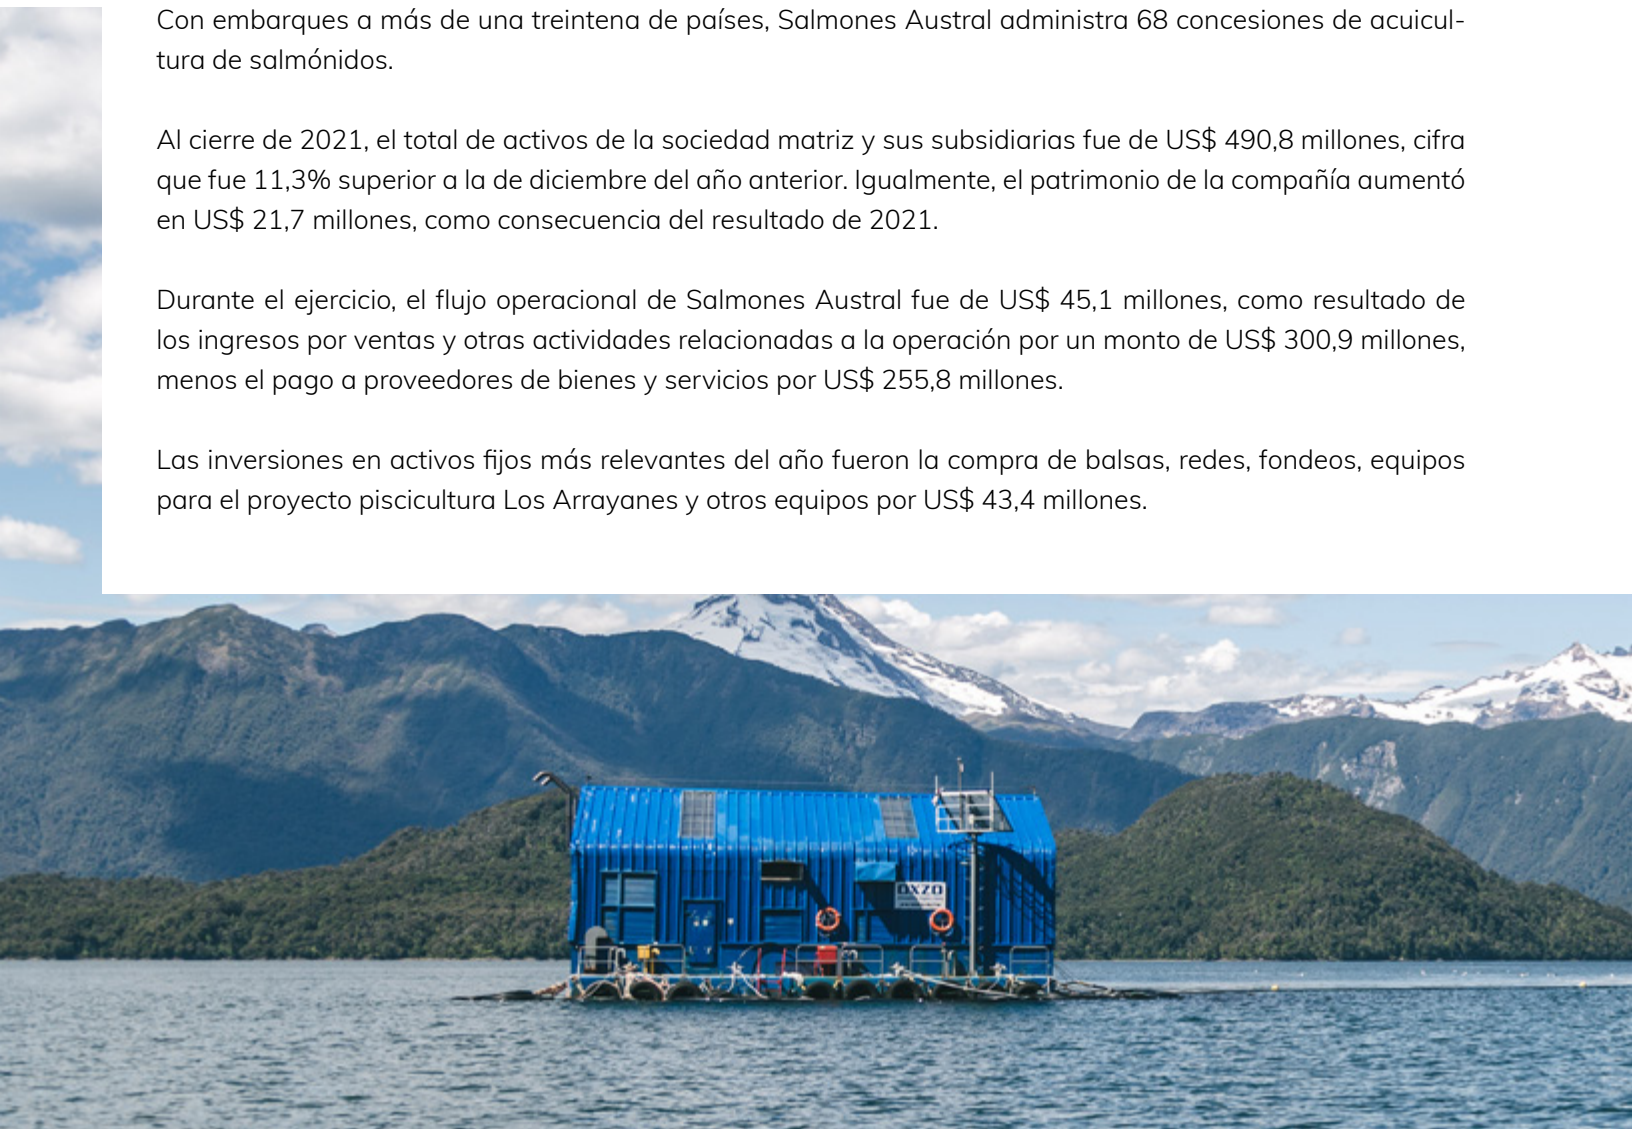 Con embarques a más de una treintena de países, Salmones Austral administra 68 concesiones de acuicul-
tura de salmónidos.
Al cierre de 2021, el total de activos de la sociedad matriz y sus subsidiarias fue de US$ 490,8 millones, cifra
que fue 11,3% superior a la de diciembre del año anterior. Igualmente, el patrimonio de la compañía aumentó
en US$ 21,7 millones, como consecuencia del resultado de 2021.
Durante el ejercicio, el flujo operacional de Salmones Austral fue de US$ 45,1 millones, como resultado de
los ingresos por ventas y otras actividades relacionadas a la operación por un monto de US$ 300,9 millones,
menos el pago a proveedores de bienes y servicios por US$ 255,8 millones.
Las inversiones en activos fijos más relevantes del año fueron la compra de balsas, redes, fondeos, equipos
para el proyecto piscicultura Los Arrayanes y otros equipos por US$ 43,4 millones.
OXZO